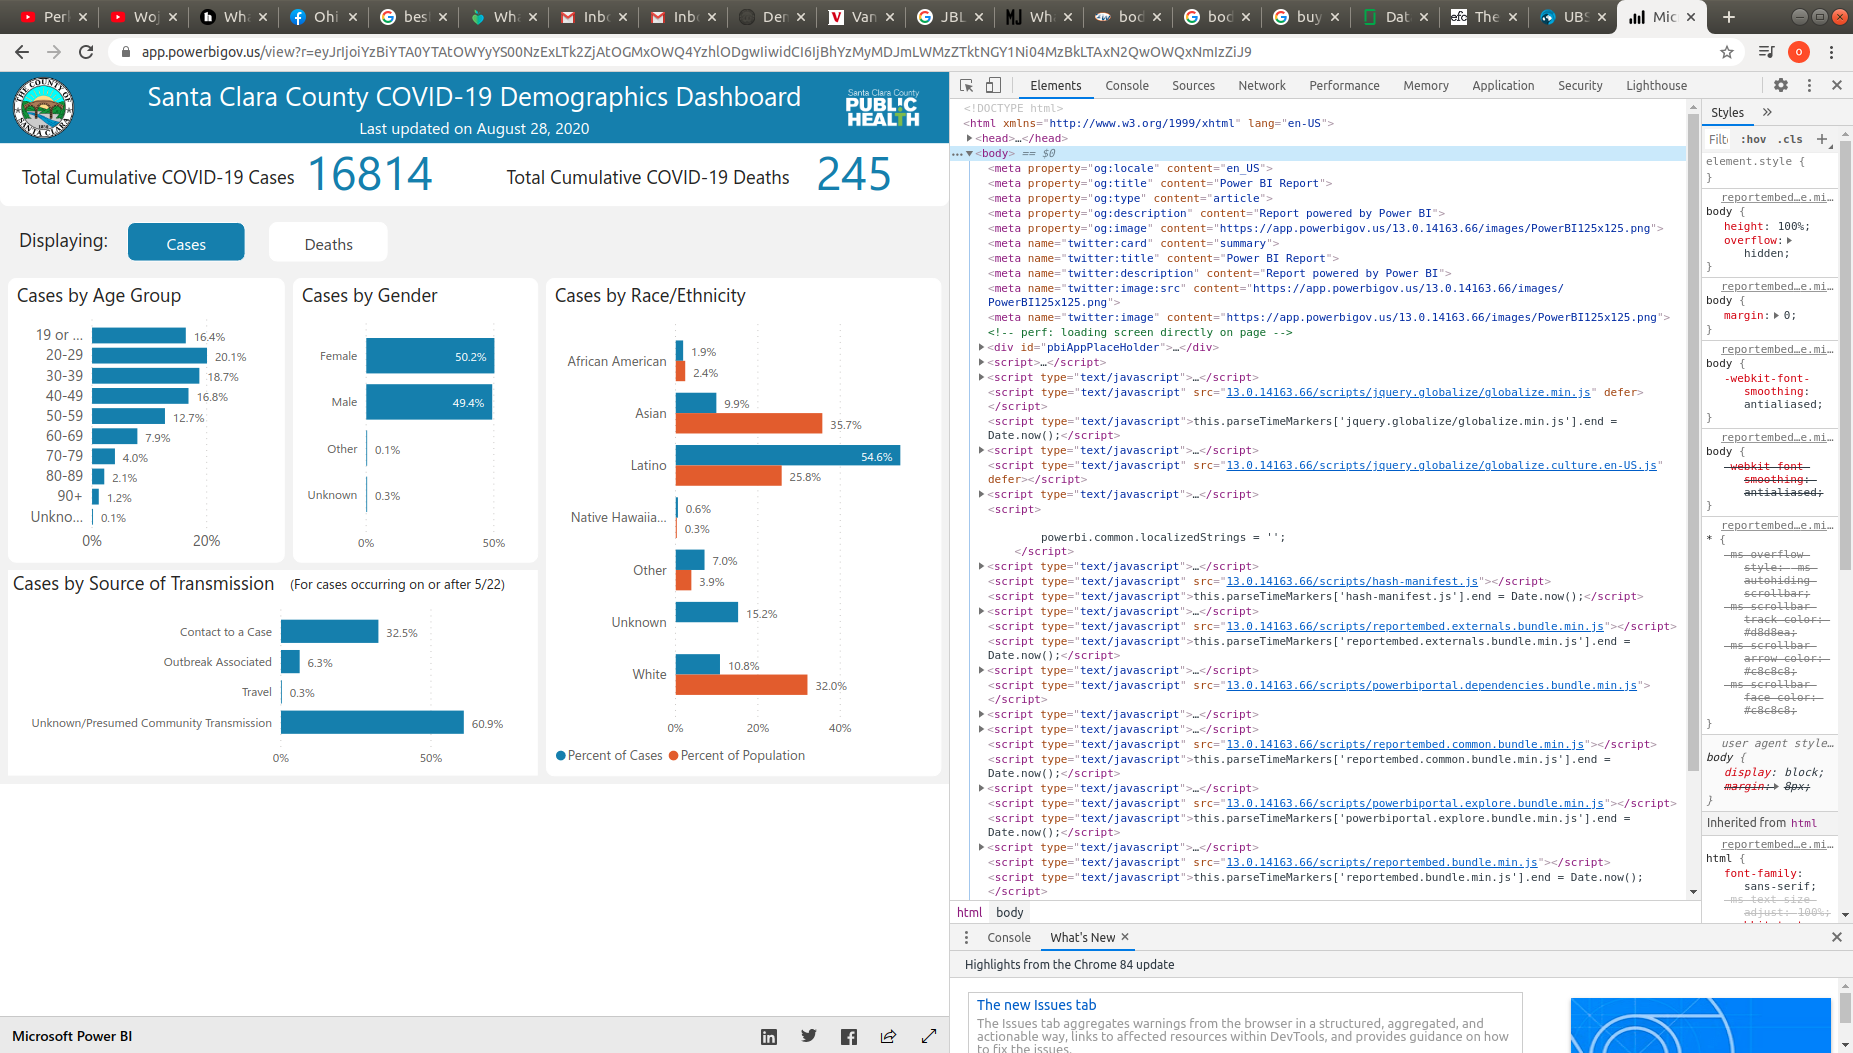 Per
Woj
Wha
Ohi
best
Wha
Inbo
Inbo
Den
Van
JBL
Wha
bod
bod
buy
Data
The
UBS
Mic
app.powerbigov.us/view?r=eyJrIjoiYzBiYTA0YTAtOWYyYS00NzExLTk2ZjAtOGMxOWQ4YzhlODgwIiwidCI6IjBhYzMyMDJmLWMzZTktNGY1Ni04MzBkLTAxN2QwOWQxNmIzZiJ9
Santa Clara County COVID-19 Demographics Dashboard
Last updated on August 28, 2020
Santa Clara County
PUBLIC
HEALTH
Total Cumulative COVID-19 Cases 16814
Total Cumulative COVID-19 Deaths 245
Displaying: Cases Deaths
Cases by Age Group
19 or ... 16.4%
20-29 20.1%
30-39 18.7%
40-49 16.8%
50-59 12.7%
60-69 7.9%
70-79 4.0%
80-89 2.1%
90+ 1.2%
Unkno... 0.1%
0% 20%
Cases by Gender
Female 50.2%
Male 49.4%
Other 0.1%
Unknown 0.3%
0% 50%
Cases by Race/Ethnicity
African American 1.9%
2.4%
Asian 9.9%
35.7%
Latino 54.6%
25.8%
Native Hawaiia... 0.6%
0.3%
Other 7.0%
3.9%
Unknown 15.2%
White 10.8%
32.0%
0% 20% 40%
Percent of Cases Percent of Population
Cases by Source of Transmission (For cases occurring on or after 5/22)
Contact to a Case 32.5%
Outbreak Associated 6.3%
Travel 0.3%
Unknown/Presumed Community Transmission 60.9%
0% 50%
Microsoft Power BI
Elements Console Sources Network Performance Memory Application Security Lighthouse
<!DOCTYPE html>
<html xmlns="http://www.w3.org/1999/xhtml" lang="en-US">
<head>…</head>
<body> == $0
<meta property="og:locale" content="en_US">
<meta property="og:title" content="Power BI Report">
<meta property="og:type" content="article">
<meta property="og:description" content="Report powered by Power BI">
<meta property="og:image" content="https://app.powerbigov.us/13.0.14163.66/images/PowerBI125x125.png">
<meta name="twitter:card" content="summary">
<meta name="twitter:title" content="Power BI Report">
<meta name="twitter:description" content="Report powered by Power BI">
<meta name="twitter:image:src" content="https://app.powerbigov.us/13.0.14163.66/images/
PowerBI125x125.png">
<meta name="twitter:image" content="https://app.powerbigov.us/13.0.14163.66/images/PowerBI125x125.png">
<!-- perf: loading screen directly on page -->
<div id="pbiAppPlaceHolder">…</div>
<script>…</script>
<script type="text/javascript">…</script>
<script type="text/javascript" src="13.0.14163.66/scripts/jquery.globalize/globalize.min.js" defer>
</script>
<script type="text/javascript">this.parseTimeMarkers['jquery.globalize/globalize.min.js'].end =
Date.now();</script>
<script type="text/javascript">…</script>
<script type="text/javascript" src="13.0.14163.66/scripts/jquery.globalize/globalize.culture.en-US.js"
defer></script>
<script type="text/javascript">…</script>
<script>
powerbi.common.localizedStrings = '';
</script>
<script type="text/javascript">…</script>
<script type="text/javascript" src="13.0.14163.66/scripts/hash-manifest.js"></script>
<script type="text/javascript">this.parseTimeMarkers['hash-manifest.js'].end = Date.now();</script>
<script type="text/javascript">…</script>
<script type="text/javascript" src="13.0.14163.66/scripts/reportembed.externals.bundle.min.js"></script>
<script type="text/javascript">this.parseTimeMarkers['reportembed.externals.bundle.min.js'].end =
Date.now();</script>
<script type="text/javascript">…</script>
<script type="text/javascript" src="13.0.14163.66/scripts/powerbiportal.dependencies.bundle.min.js">
</script>
<script type="text/javascript">…</script>
<script type="text/javascript">…</script>
<script type="text/javascript" src="13.0.14163.66/scripts/reportembed.common.bundle.min.js"></script>
<script type="text/javascript">this.parseTimeMarkers['reportembed.common.bundle.min.js'].end =
Date.now();</script>
<script type="text/javascript">…</script>
<script type="text/javascript" src="13.0.14163.66/scripts/powerbiportal.explore.bundle.min.js"></script>
<script type="text/javascript">this.parseTimeMarkers['powerbiportal.explore.bundle.min.js'].end =
Date.now();</script>
<script type="text/javascript">…</script>
<script type="text/javascript" src="13.0.14163.66/scripts/reportembed.bundle.min.js"></script>
<script type="text/javascript">this.parseTimeMarkers['reportembed.bundle.min.js'].end = Date.now();
</script>
html body
Styles
:hov .cls +
element.style {
}
reportembed.e.mi…
body {
height: 100%;
overflow:
hidden;
}
reportembed…e.mi…
body {
margin: 0;
}
reportembed…e.mi…
body {
-webkit-font-
smoothing:
antialiased;
}
reportembed…e.mi…
body {
-webkit-font-
smoothing:
antialiased;
}
reportembed…e.mi…
* {
-ms-overflow-
style: -ms-
autohiding-
scrollbar;
-ms-scrollbar-
track-color:
#d8d8ea;
-ms-scrollbar-
arrow-color:
#c8c8c8;
-ms-scrollbar-
face-color:
#c8c8c8;
}
user agent style…
body {
display: block;
margin: 8px;
}
Inherited from html
reportembed…e.mi…
html {
font-family:
sans-serif;
-ms-text-size-
adjust: 100%;
Console What's New
Highlights from the Chrome 84 update
The new Issues tab
The Issues tab aggregates warnings from the browser in a structured, aggregated, and
actionable way, links to affected resources within DevTools, and provides guidance on how
to fix the issues.